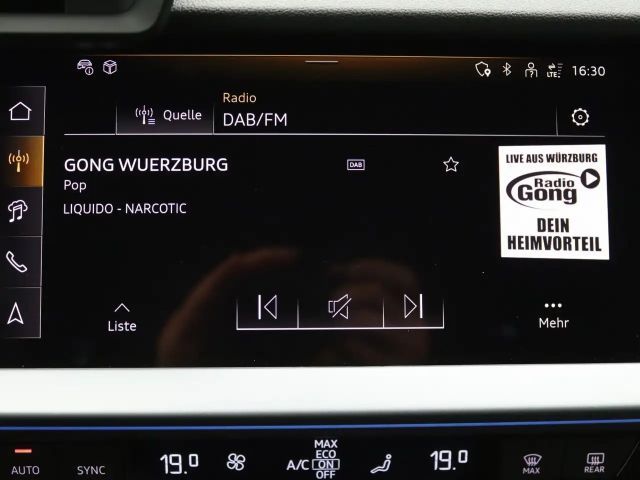 LTE
16:30
Quelle
Radio
DAB/FM
GONG WUERZBURG
DAB
Pop
LIQUIDO - NARCOTIC
LIVE AUS WÜRZBURG
Radio
Gong
DEIN
HEIMVORTEIL
Liste
Mehr
AUTO
SYNC
19.0
A/C
MAX
ECO
ON
OFF
19.0
MAX
REAR